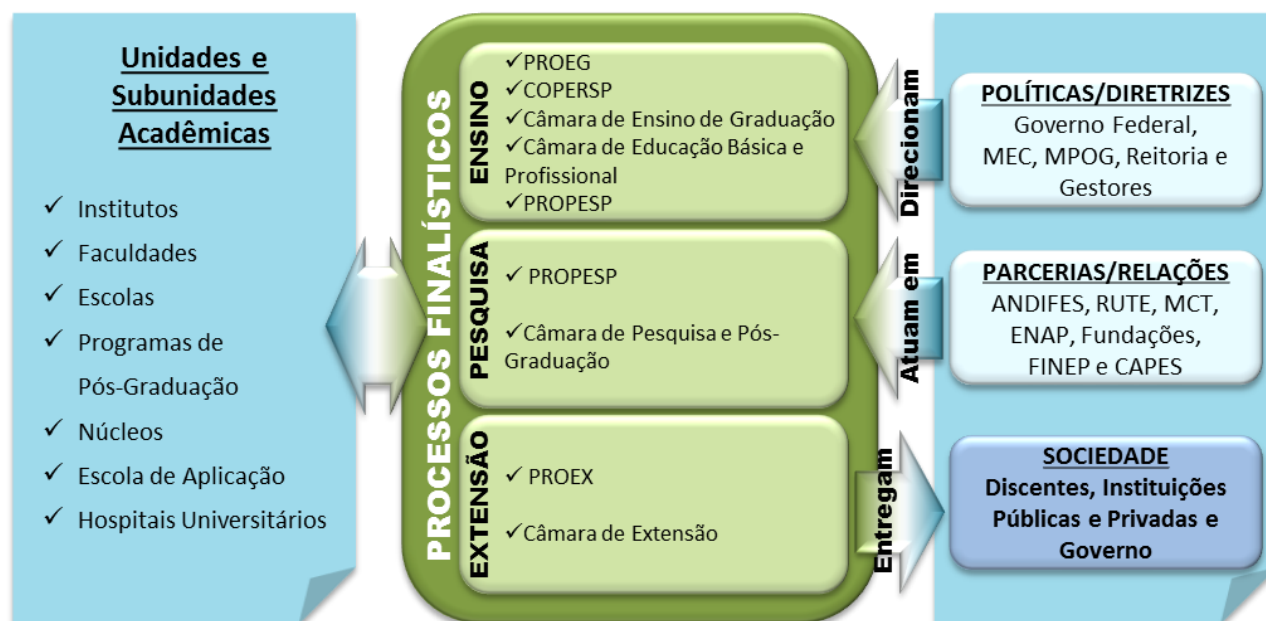 Unidades e
Subunidades
Acadêmicas
✓ Institutos
✓ Faculdades
✓ Escolas
✓ Programas de
Pós-Graduação
✓ Núcleos
✓ Escola de Aplicação
✓ Hospitais Universitários
PROCESSOS FINALÍSTICOS
ENSINO
✓PROEG
✓COPERSP
✓Câmara de Ensino de Graduação
✓Câmara de Educação Básica e
Profissional
✓PROPESP
PESQUISA
✓PROPESP
✓Câmara de Pesquisa e Pós-
Graduação
EXTENSÃO
✓PROEX
✓Câmara de Extensão
Direcionam
POLÍTICAS/DIRETRIZES
Governo Federal,
MEC, MPOG, Reitoria e
Gestores
Atuam em
PARCERIAS/RELAÇÕES
ANDIFES, RUTE, MCT,
ENAP, Fundações,
FINEP e CAPES
Entregam
SOCIEDADE
Discentes, Instituições
Públicas e Privadas e
Governo